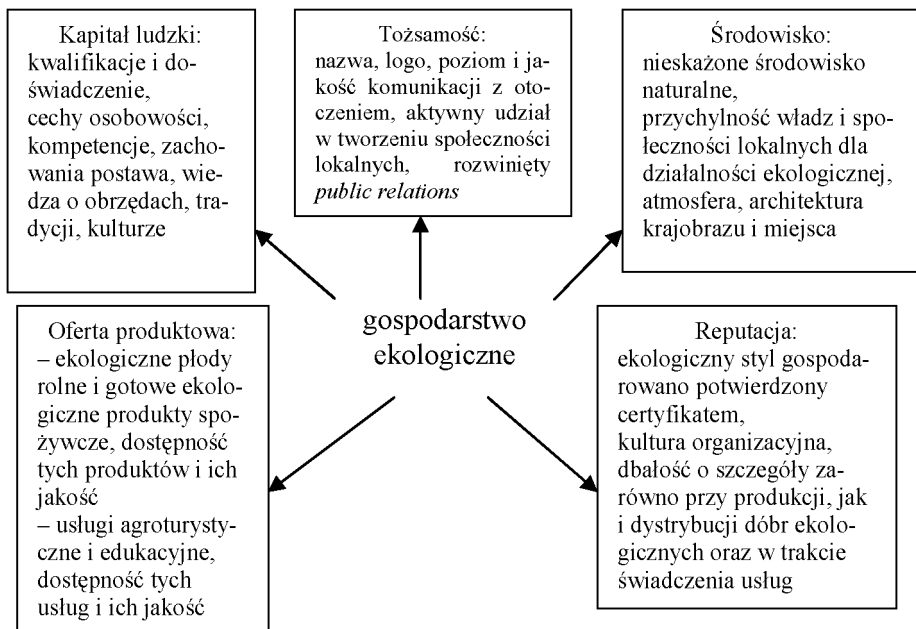 Kapitał ludzki:
kwalifikacje i do-
świadczenie,
cechy osobowości,
kompetencje, zacho-
wania postawa, wie-
dza o obrzędach, tra-
dycji, kulturze
Tożsamość:
nazwa, logo, poziom i ja-
kość komunikacji z oto-
czeniem, aktywny udział
w tworzeniu społeczności
lokalnych, rozwinięty
public relations
Środowisko:
nieskażone środowisko
naturalne,
przychylność władz i spo-
łeczności lokalnych dla
działalności ekologicznej,
atmosfera, architektura
krajobrazu i miejsca
gospodarstwo
ekologiczne
Oferta produktowa:
– ekologiczne płody
rolne i gotowe ekolo-
giczne produkty spo-
żywcze, dostępność
tych produktów i ich
jakość
– usługi agroturysty-
czne i edukacyjne,
dostępność tych
usług i ich jakość
Reputacja:
ekologiczny styl gospoda-
rowano potwierdzony
certyfikatem,
kultura organizacyjna,
dbałość o szczegóły za-
równo przy produkcji, jak
i dystrybucji dóbr ekolo-
gicznych oraz w trakcie
świadczenia usług